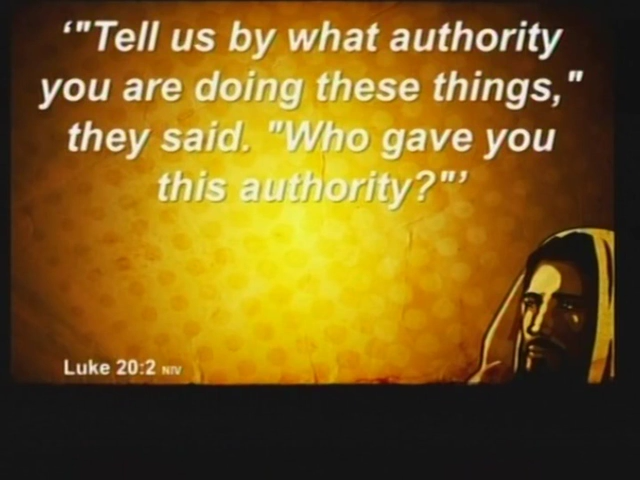 ‘"Tell us by what authority
you are doing these things,"
they said. "Who gave you
this authority?"’
Luke 20:2 NIV